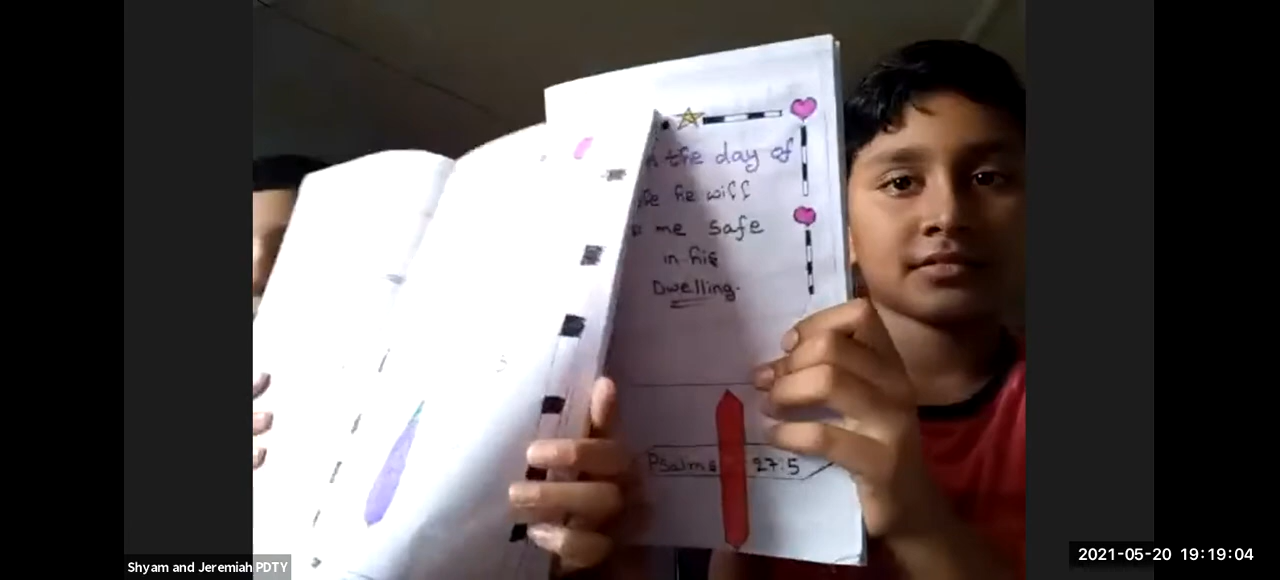 the day of
he will
me safe
in his
Dwelling.
Psalms 27:5
Shyam and Jeremiah PDTY
2021-05-20 19:19:04